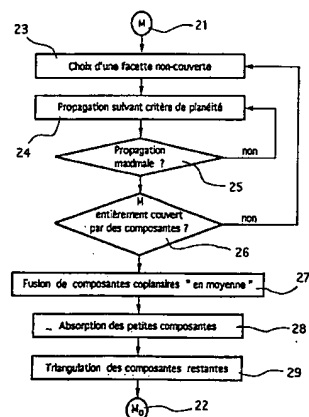 M
21
23
Choix d'une facette non-couverte
Propagation suivant critère de planéité
24
Propagation
maximale ?
non
25
M
entièrement couvert
par des composantes ?
non
26
Fusion de composantes coplanaires " en moyenne "
27
Absorption des petites composantes
28
Triangulation des composantes restantes
29
M₀
22